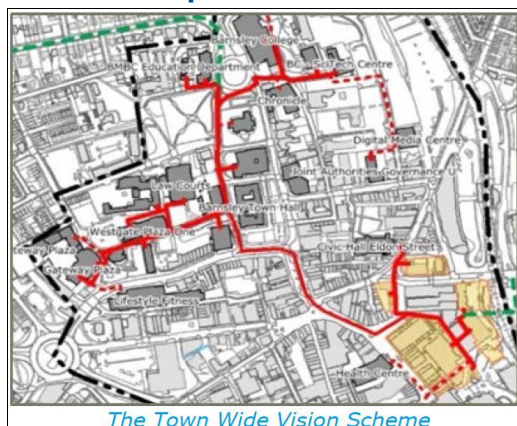 Barnsley College
BMBC Education Department
BC - SciTech Centre
Chronicle
Digital Media Centre
Joint Authorities Governance U
Law Courts
Barnsley Town Hall
Westgate Plaza One
Civic Hall Eldon Street
Gateway Plaza
Lifestyle Fitness
Health Centre
The Town Wide Vision Scheme